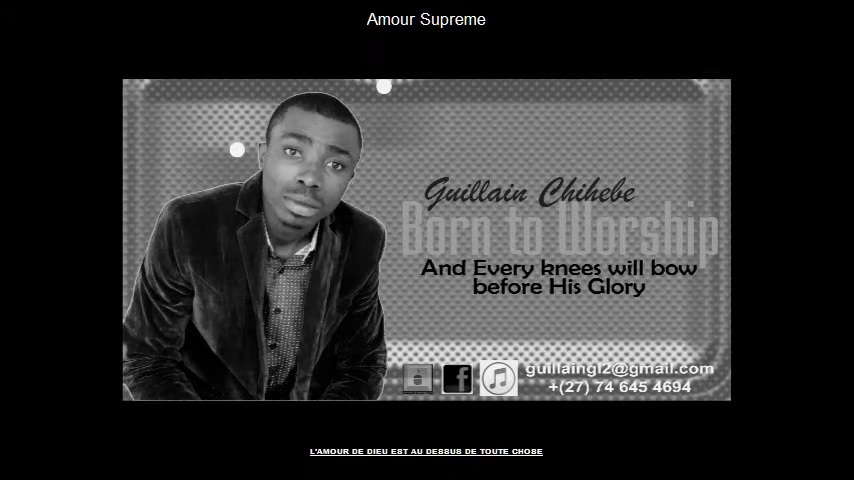 Amour Supreme
Guillain Chihebe
Born to Worship
And Every knees will bow
before His Glory
guillaingl2@gmail.com
+(27) 74 645 4694
L'AMOUR DE DIEU EST AU DESSUS DE TOUTE CHOSE